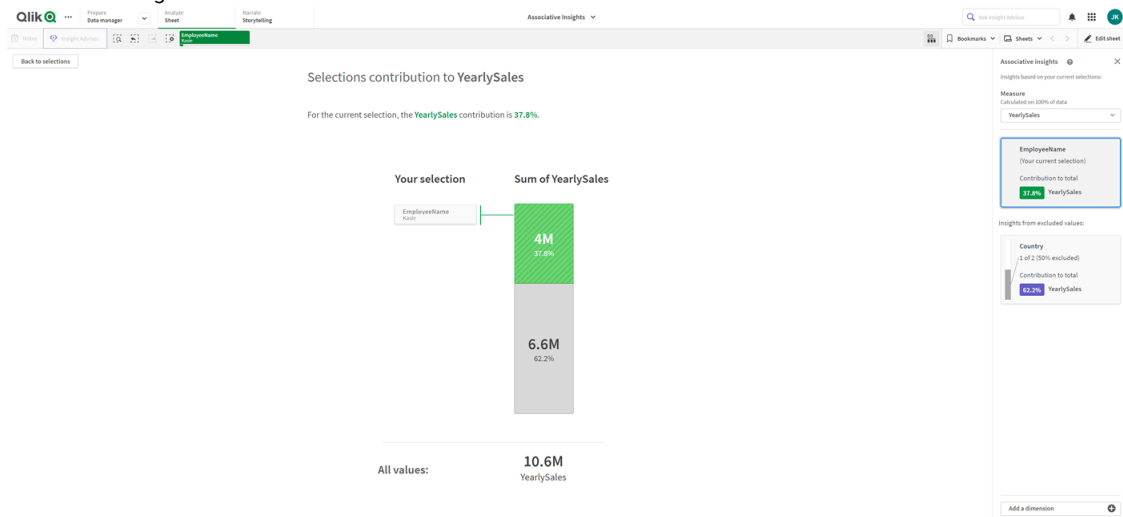 Qlik
Prepare
Data manager
Analyze
Sheet
Narrate
Storytelling
Associative Insights
Ask Insight Advisor
JK
Notes
Insight Advisor
EmployeeName
Kasie
Bookmarks
Sheets
Edit sheet
Back to selections
Selections contribution to YearlySales
For the current selection, the YearlySales contribution is 37.8%.
Your selection
Sum of YearlySales
EmployeeName
Kasie
4M
37.8%
6.6M
62.2%
All values:
10.6M
YearlySales
Associative insights
Insights based on your current selections:
Measure
Calculated on 100% of data
YearlySales
EmployeeName
(Your current selection)
Contribution to total
37.8% YearlySales
Insights from excluded values:
Country
1 of 2 (50% excluded)
Contribution to total
62.2% YearlySales
Add a dimension